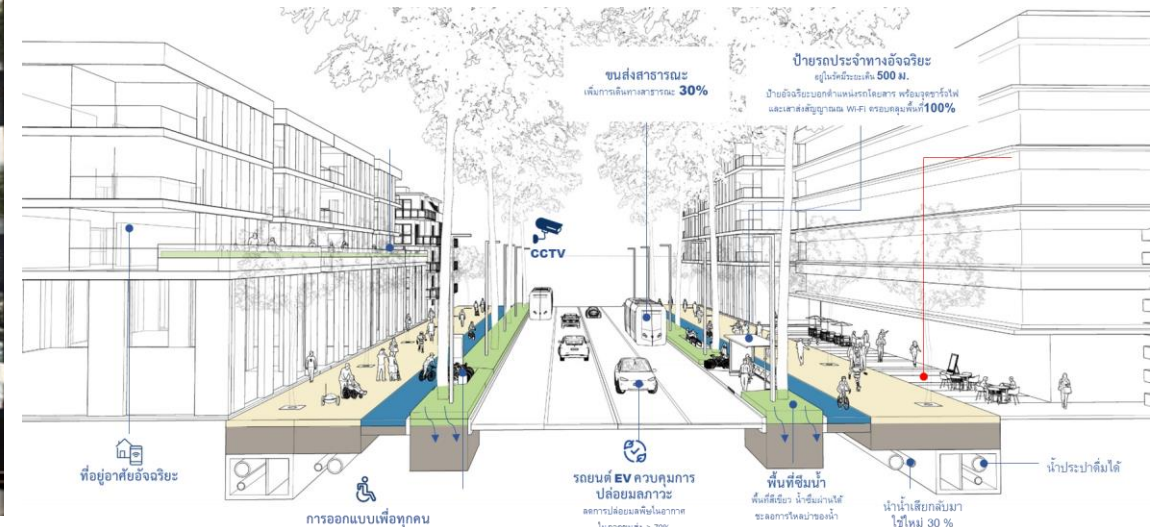 ขนส่งสาธารณะ
เพิ่มการเดินทางสาธารณะ 30%
ป้ายรถประจำทางอัจฉริยะ
อยู่ในรัศมีระยะเดิน 500 ม.
ป้ายอัจฉริยะบอกตำแหน่งรถโดยสาร พร้อมจุดชาร์จไฟ
และเสาส่งสัญญาณ Wi-Fi ครอบคลุมพื้นที่100%
CCTV
ที่อยู่อาศัยอัจฉริยะ
การออกแบบเพื่อทุกคน
รถยนต์ EV ควบคุมการ
ปล่อยมลภาวะ
ลดการปล่อยมลพิษในอากาศ
พื้นที่ซึมน้ำ
พื้นที่สีเขียว น้ำซึมผ่านได้
ชะลอการไหลบ่าของน้ำ
นำน้ำเสียกลับมา
ใช้ใหม่ 30 %
น้ำประปาดื่มได้